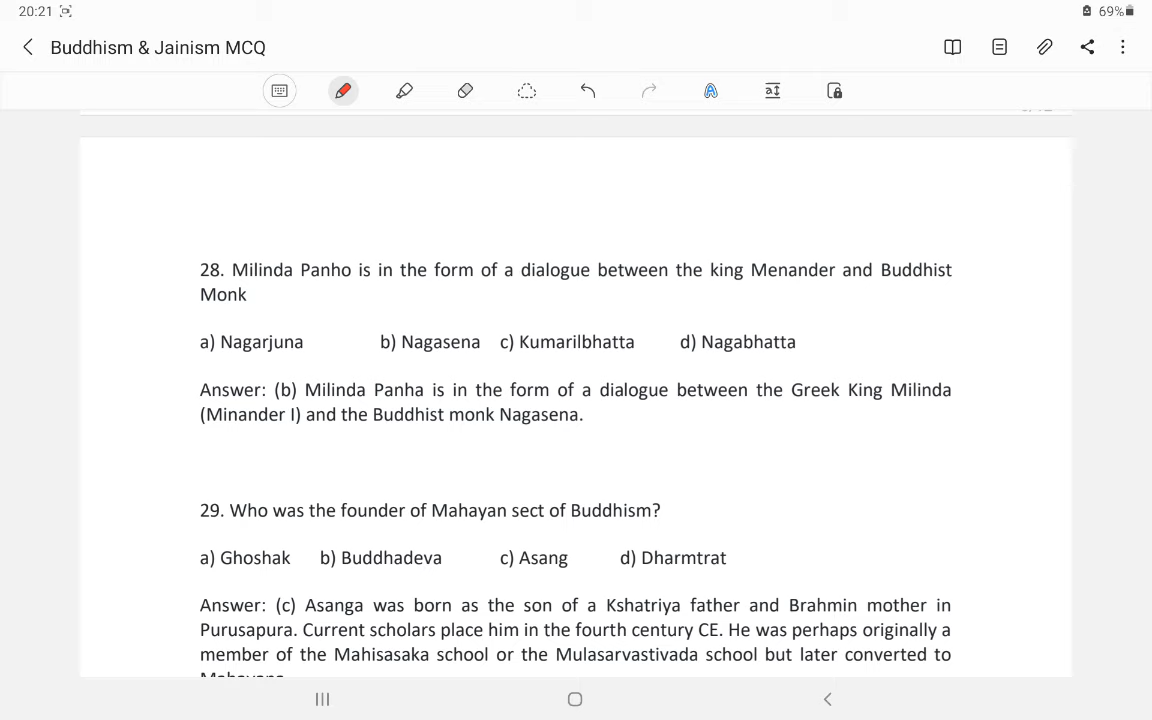 20:21 69%
Buddhism & Jainism MCQ
28. Milinda Panho is in the form of a dialogue between the king Menander and Buddhist
Monk
a) Nagarjuna b) Nagasena c) Kumarilbhatta d) Nagabhatta
Answer: (b) Milinda Panha is in the form of a dialogue between the Greek King Milinda
(Minander I) and the Buddhist monk Nagasena.
29. Who was the founder of Mahayan sect of Buddhism?
a) Ghoshak b) Buddhadeva c) Asang d) Dharmtrat
Answer: (c) Asanga was born as the son of a Kshatriya father and Brahmin mother in
Purusapura. Current scholars place him in the fourth century CE. He was perhaps originally a
member of the Mahisasaka school or the Mulasarvastivada school but later converted to